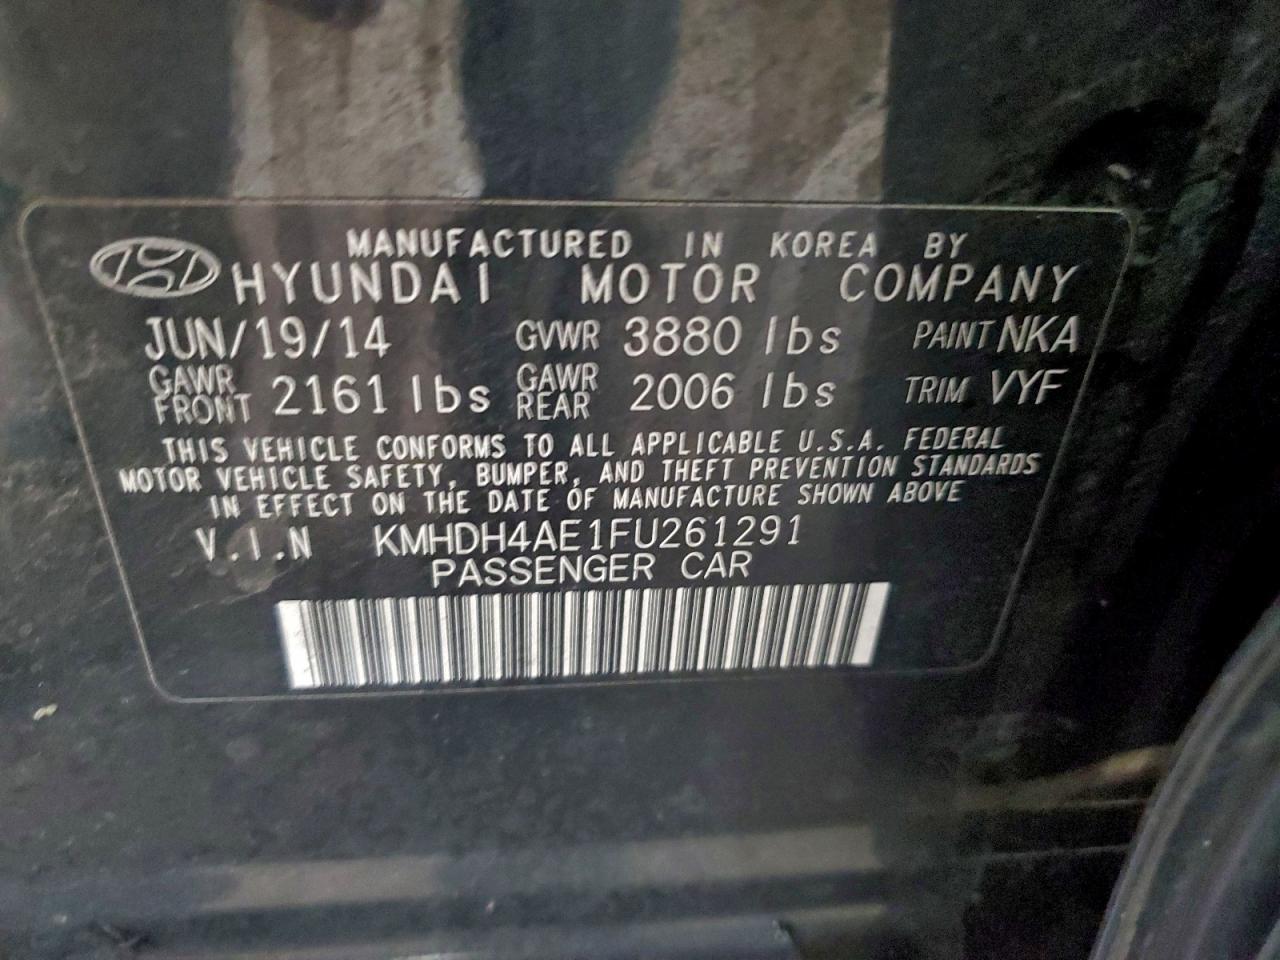 MANUFACTURED IN KOREA BY
HYUNDAI MOTOR COMPANY
JUN/19/14 GVWR 3880 lbs PAINT NKA
GAWR FRONT 2161 lbs GAWR REAR 2006 lbs TRIM VYF
THIS VEHICLE CONFORMS TO ALL APPLICABLE U.S.A. FEDERAL
MOTOR VEHICLE SAFETY, BUMPER, AND THEFT PREVENTION STANDARDS
IN EFFECT ON THE DATE OF MANUFACTURE SHOWN ABOVE
V.I.N KMHDH4AE1FU261291
PASSENGER CAR